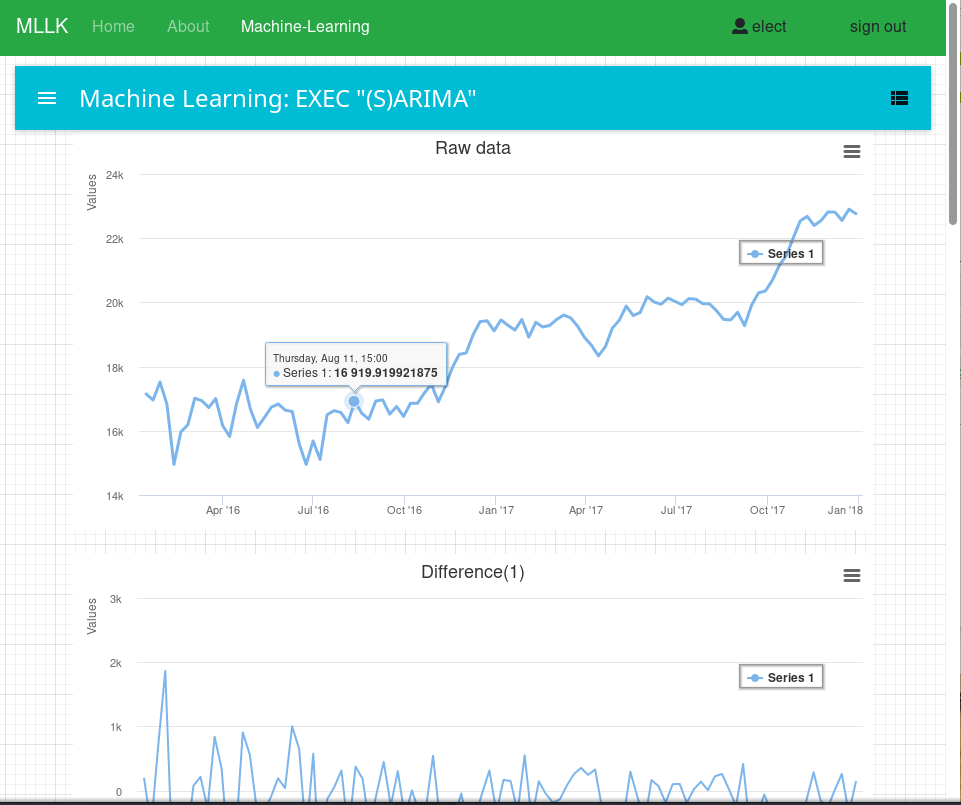 MLLK Home About Machine-Learning elect sign out
Machine Learning: EXEC "(S)ARIMA"
Raw data
Values
24k
22k
Series 1
20k
Thursday, Aug 11, 15:00
Series 1: 16 919.919921875
18k
16k
14k
Apr '16 Jul '16 Oct '16 Jan '17 Apr '17 Jul '17 Oct '17 Jan '18
Difference(1)
Values
3k
2k
Series 1
1k
0